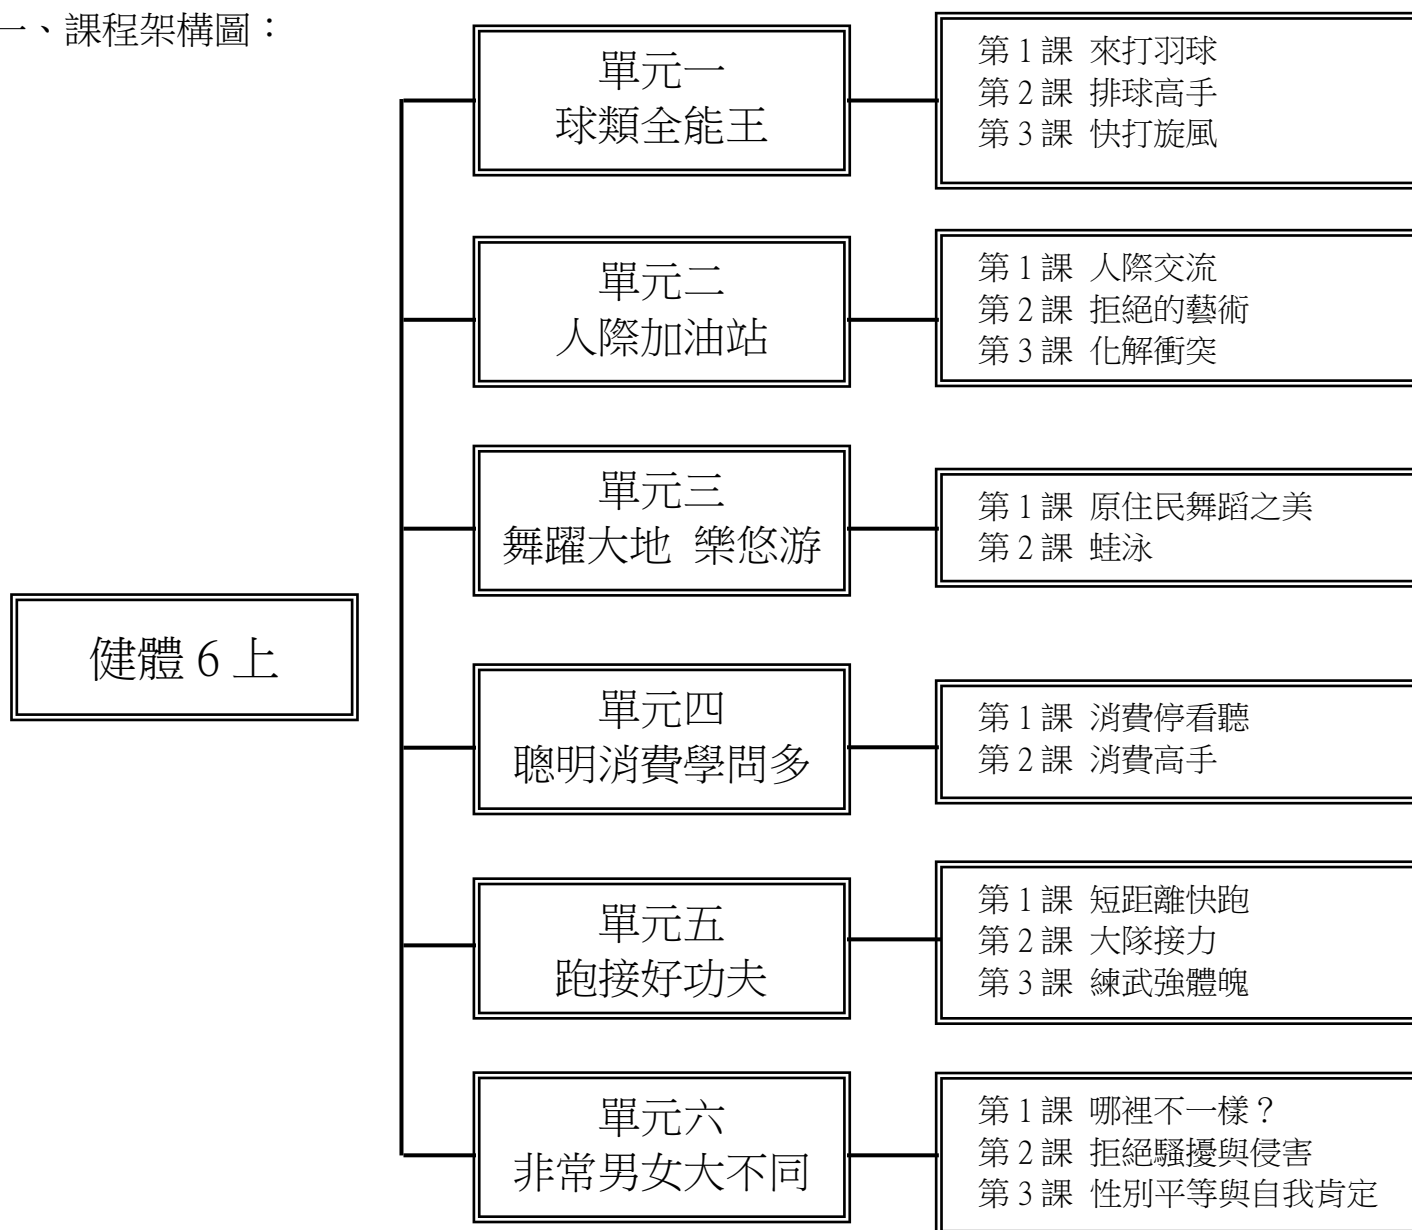 一、課程架構圖：
健體 6 上
單元一
球類全能王
第 1 課 來打羽球
第 2 課 排球高手
第 3 課 快打旋風
單元二
人際加油站
第 1 課 人際交流
第 2 課 拒絕的藝術
第 3 課 化解衝突
單元三
舞躍大地 樂悠游
第 1 課 原住民舞蹈之美
第 2 課 蛙泳
單元四
聰明消費學問多
第 1 課 消費停看聽
第 2 課 消費高手
單元五
跑接好功夫
第 1 課 短距離快跑
第 2 課 大隊接力
第 3 課 練武強體魄
單元六
非常男女大不同
第 1 課 哪裡不一樣？
第 2 課 拒絕騷擾與侵害
第 3 課 性別平等與自我肯定